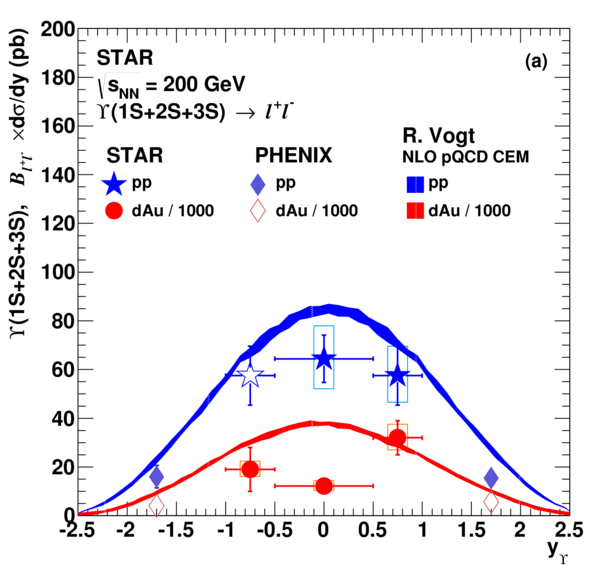 STAR
√sNN = 200 GeV
ϒ(1S+2S+3S) → l+l-
(a)
STAR
pp
dAu / 1000
PHENIX
pp
dAu / 1000
R. Vogt
NLO pQCD CEM
pp
dAu / 1000
ϒ(1S+2S+3S), Bl+l- ×dσ/dy (pb)
200
180
160
140
120
100
80
60
40
20
0
-2.5 -2 -1.5 -1 -0.5 0 0.5 1 1.5 2 2.5
yϒ